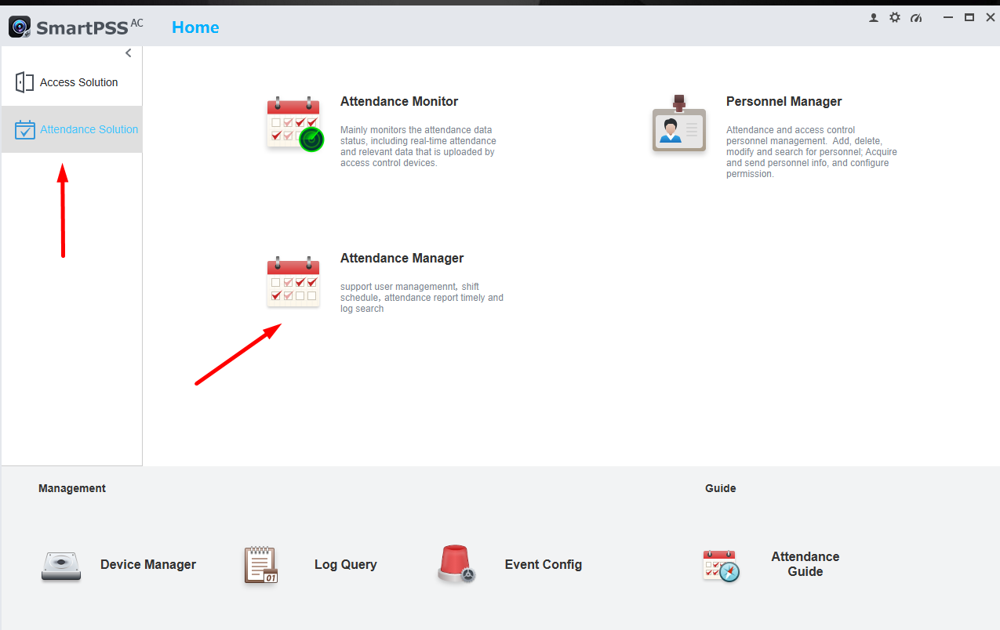 SmartPSS AC
Home
Access Solution
Attendance Solution
Attendance Monitor
Mainly monitors the attendance data
status, including real-time attendance
and relevant data that is uploaded by
access control devices.
Personnel Manager
Attendance and access control
personnel management.  Add, delete,
modify and search for personnel; Acquire
and send personnel info, and configure
permission.
Attendance Manager
support user managemennt, shift
schedule, attendance report timely and
log search
Management
Guide
Device Manager
01
Log Query
Event Config
Attendance
Guide